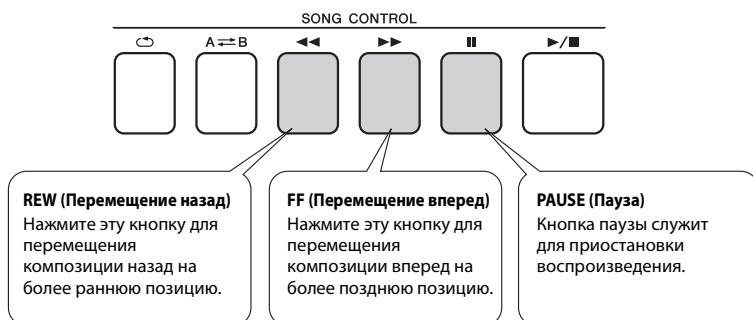 SONG CONTROL
A⇄B
REW (Перемещение назад)
Нажмите эту кнопку для
перемещения
композиции назад на
более раннюю позицию.
FF (Перемещение вперед)
Нажмите эту кнопку для
перемещения
композиции вперед на
более позднюю позицию.
PAUSE (Пауза)
Кнопка паузы служит
для приостановки
воспроизведения.